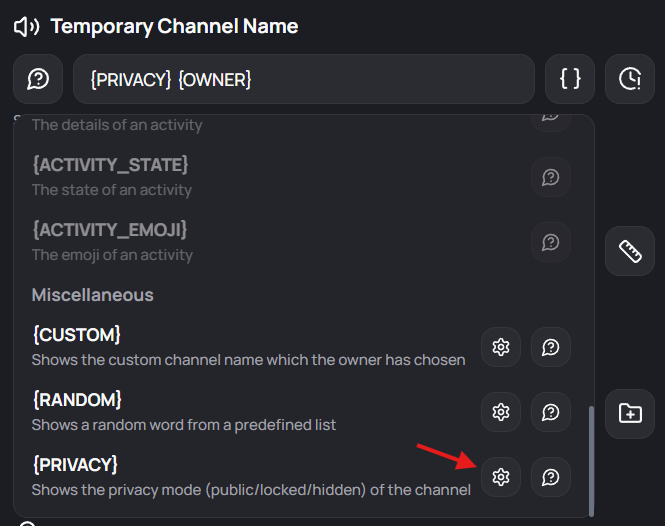 Temporary Channel Name
{PRIVACY} {OWNER}
The details of an activity
{ACTIVITY_STATE}
The state of an activity
{ACTIVITY_EMOJI}
The emoji of an activity
Miscellaneous
{CUSTOM}
Shows the custom channel name which the owner has chosen
{RANDOM}
Shows a random word from a predefined list
{PRIVACY}
Shows the privacy mode (public/locked/hidden) of the channel